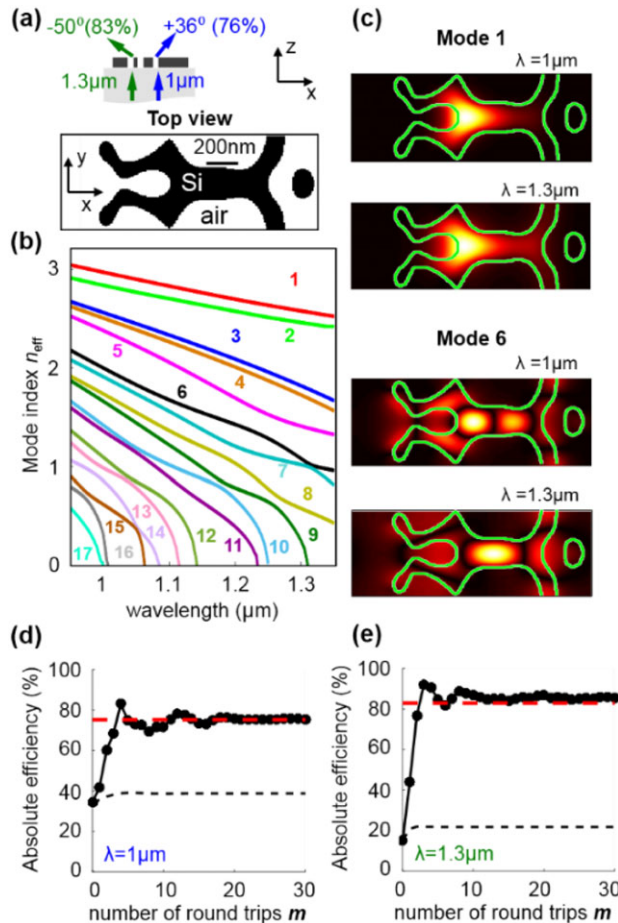 (a)
-50°(83%)
+36° (76%)
1.3μm
1μm
z
x
Top view
200nm
y
x
Si
air
(b)
Mode index neff
3
2
1
0
1
2
3
4
5
6
7
8
9
10
11
12
13
14
15
16
17
1
1.1
1.2
1.3
wavelength (μm)
(c)
Mode 1
λ = 1μm
λ = 1.3μm
Mode 6
λ = 1μm
λ = 1.3μm
(d)
Absolute efficiency (%)
100
80
60
40
20
0
λ=1μm
0 10 20 30
number of round trips m
(e)
Absolute efficiency (%)
100
80
60
40
20
0
λ=1.3μm
0 10 20 30
number of round trips m